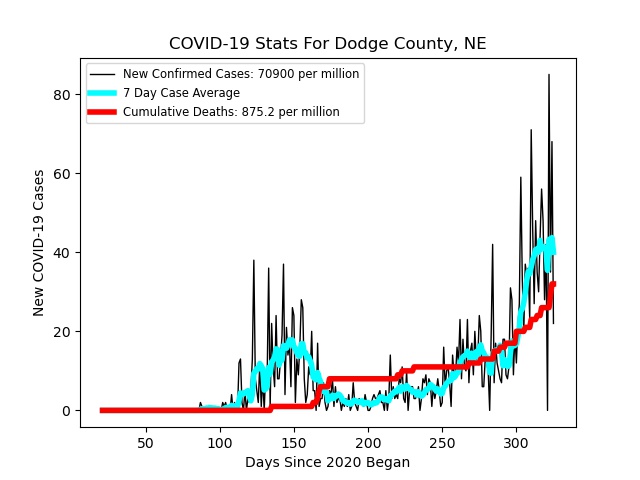 COVID-19 Stats For Dodge County, NE
New Confirmed Cases: 70900 per million
7 Day Case Average
Cumulative Deaths: 875.2 per million
New COVID-19 Cases
80
60
40
20
0
50 100 150 200 250 300
Days Since 2020 Began